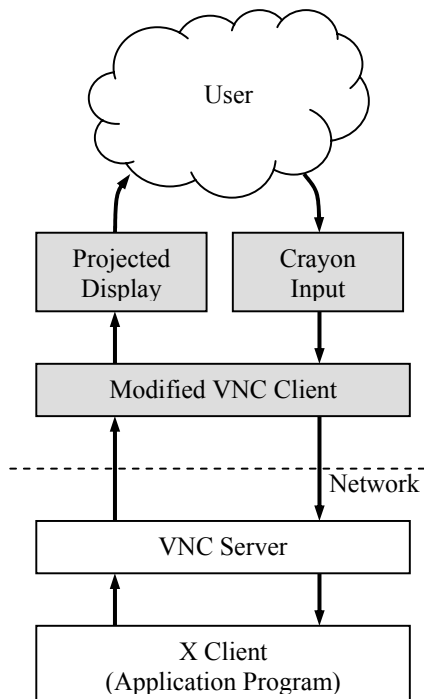 User
Projected
Display
Crayon
Input
Modified VNC Client
Network
VNC Server
X Client
(Application Program)